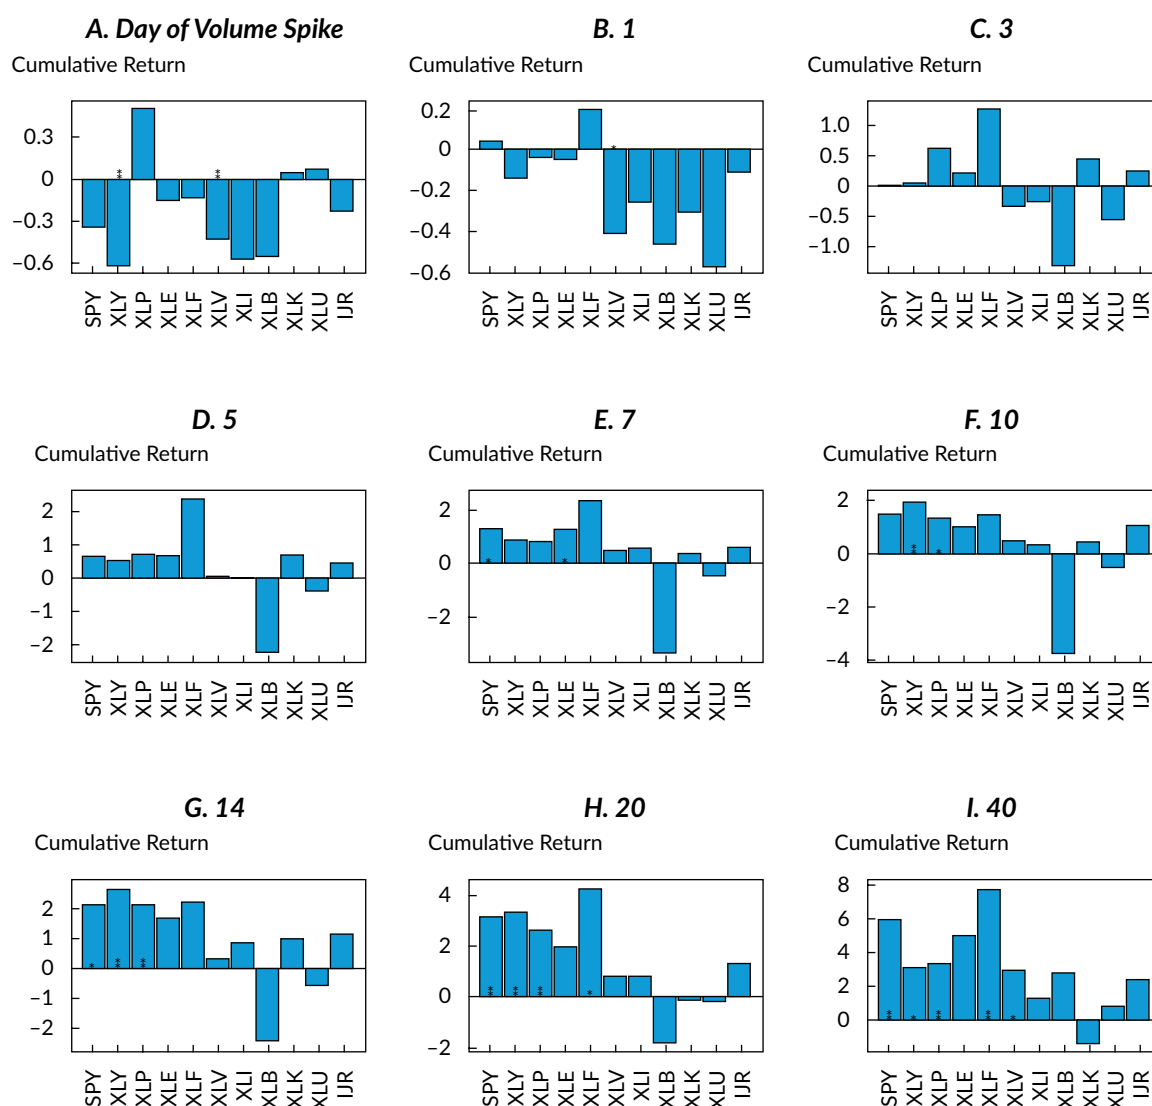 A. Day of Volume Spike
Cumulative Return
0.3
0
–0.3
–0.6
**
**
SPY XLY XLP XLE XLF XLV XLI XLB XLK XLU IJR
B. 1
Cumulative Return
0.2
0
–0.2
–0.4
–0.6
*
SPY XLY XLP XLE XLF XLV XLI XLB XLK XLU IJR
C. 3
Cumulative Return
1.0
0.5
0
–0.5
–1.0
SPY XLY XLP XLE XLF XLV XLI XLB XLK XLU IJR
D. 5
Cumulative Return
2
1
0
–1
–2
SPY XLY XLP XLE XLF XLV XLI XLB XLK XLU IJR
E. 7
Cumulative Return
2
0
–2
*
*
SPY XLY XLP XLE XLF XLV XLI XLB XLK XLU IJR
F. 10
Cumulative Return
2
0
–2
–4
**
*
SPY XLY XLP XLE XLF XLV XLI XLB XLK XLU IJR
G. 14
Cumulative Return
2
1
0
–1
–2
*
**
**
SPY XLY XLP XLE XLF XLV XLI XLB XLK XLU IJR
H. 20
Cumulative Return
4
2
0
–2
**
**
**
*
SPY XLY XLP XLE XLF XLV XLI XLB XLK XLU IJR
I. 40
Cumulative Return
8
6
4
2
0
**
*
**
**
*
SPY XLY XLP XLE XLF XLV XLI XLB XLK XLU IJR